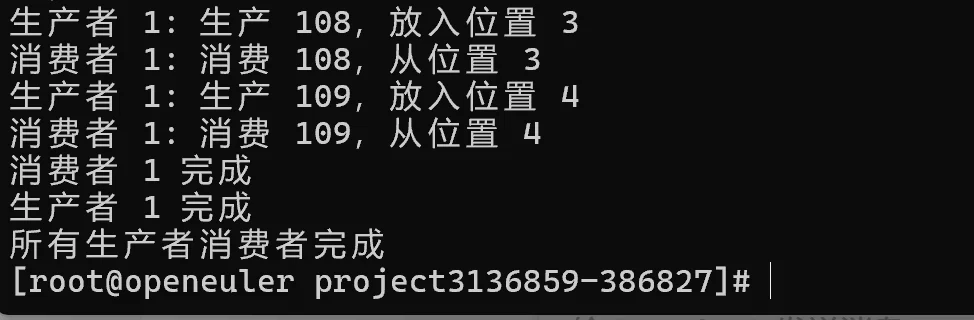 生产者 1: 生产 108, 放入位置 3
消费者 1: 消费 108, 从位置 3
生产者 1: 生产 109, 放入位置 4
消费者 1: 消费 109, 从位置 4
消费者 1 完成
生产者 1 完成
所有生产者消费者完成
[root@openeuler project3136859-386827]#